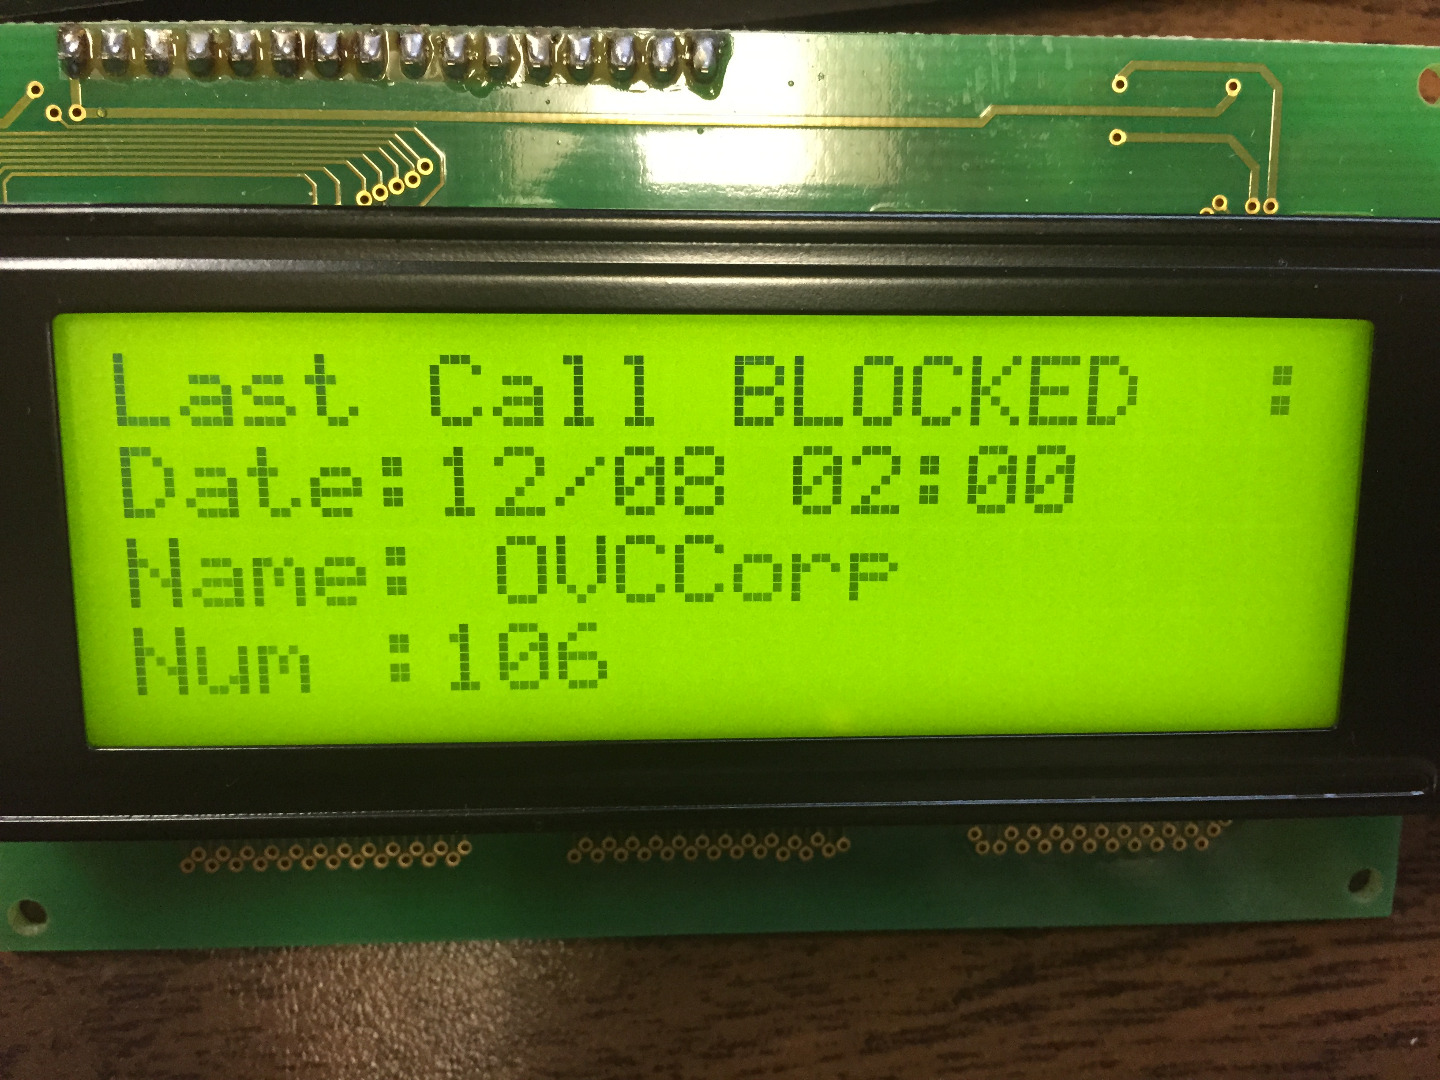 Last Call BLOCKED  :
Date:12/08 02:00
Name: OVCCorp
Num :106